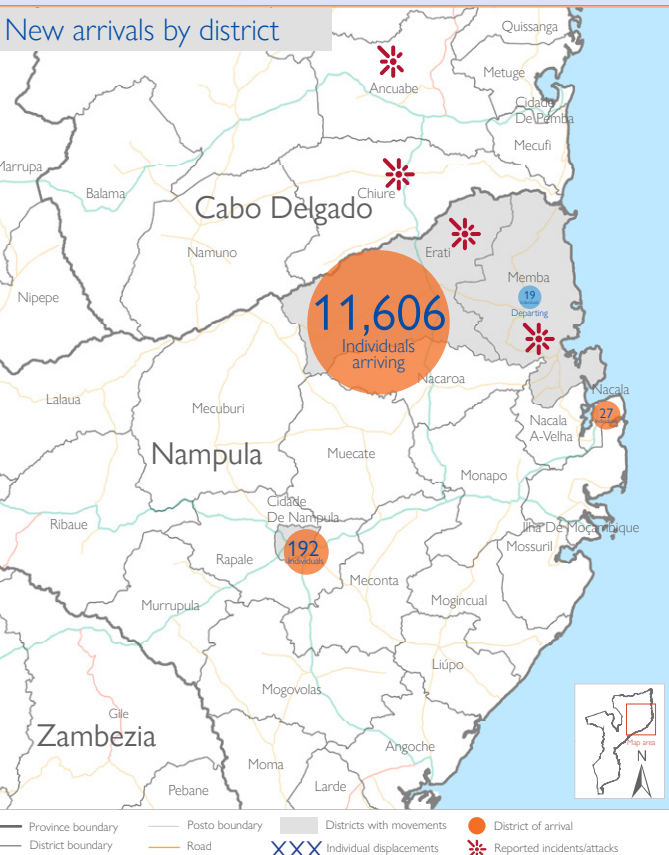 New arrivals by district
Quissanga
Ancuabe
Metuge
Cidade
De Pemba
Mecufi
Marrupa
Balama
Chiure
Cabo Delgado
Namuno
Erati
Memba
19
Departing
Nipepe
11,606
Individuals
arriving
Nacaroa
Nacala
27
Lalaua
Mecuburi
Nacala
A-Velha
Nampula
Muecate
Monapo
Cidade
De Nampula
Ribaue
Ilha De Moçambique
192
Individuals
Rapale
Mossuril
Meconta
Murrupula
Mogincual
Liúpo
Mogovolas
Gile
Zambezia
Angoche
Moma
Pebane
Larde
Map area
N
Province boundary
Posto boundary
Districts with movements
District of arrival
District boundary
Road
XXX Individual displacements
Reported incidents/attacks